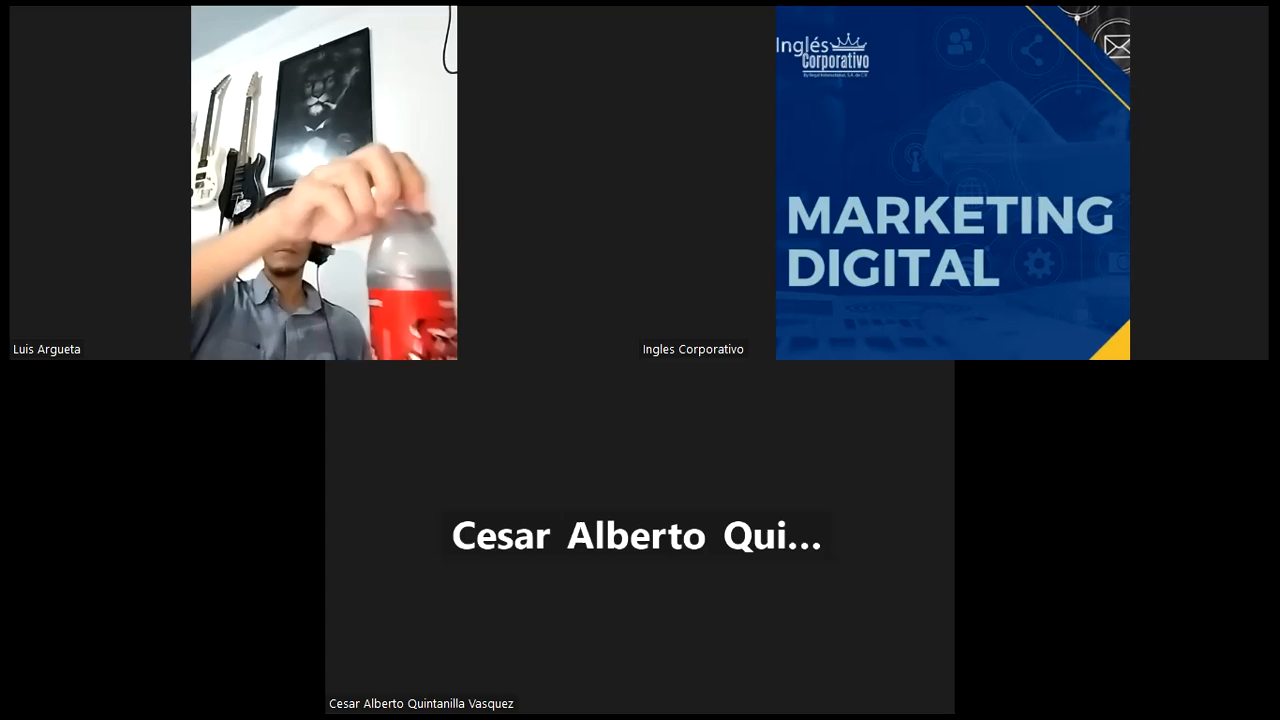 Inglés
Corporativo
MARKETING
DIGITAL
Luis Argueta
Ingles Corporativo
Cesar Alberto Qui...
Cesar Alberto Quintanilla Vasquez